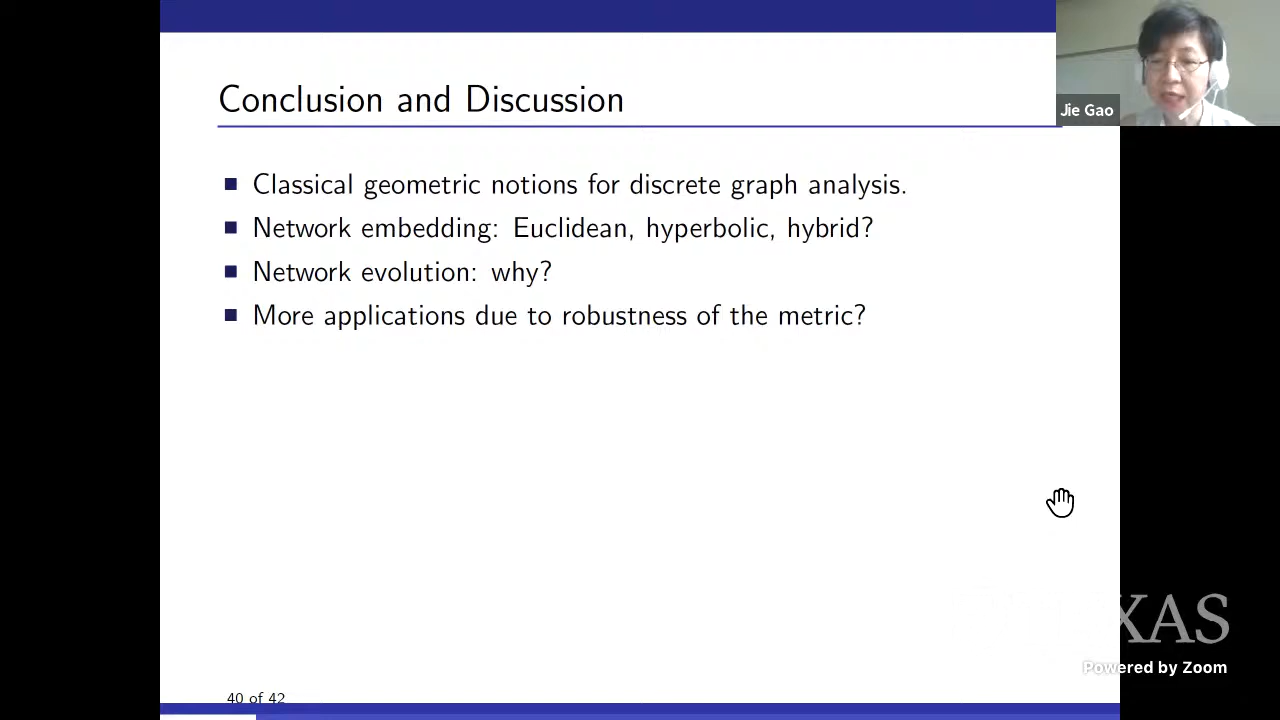 Conclusion and Discussion
Jie Gao
Classical geometric notions for discrete graph analysis.
Network embedding: Euclidean, hyperbolic, hybrid?
Network evolution: why?
More applications due to robustness of the metric?
XAS
Powered by Zoom
40 of 42